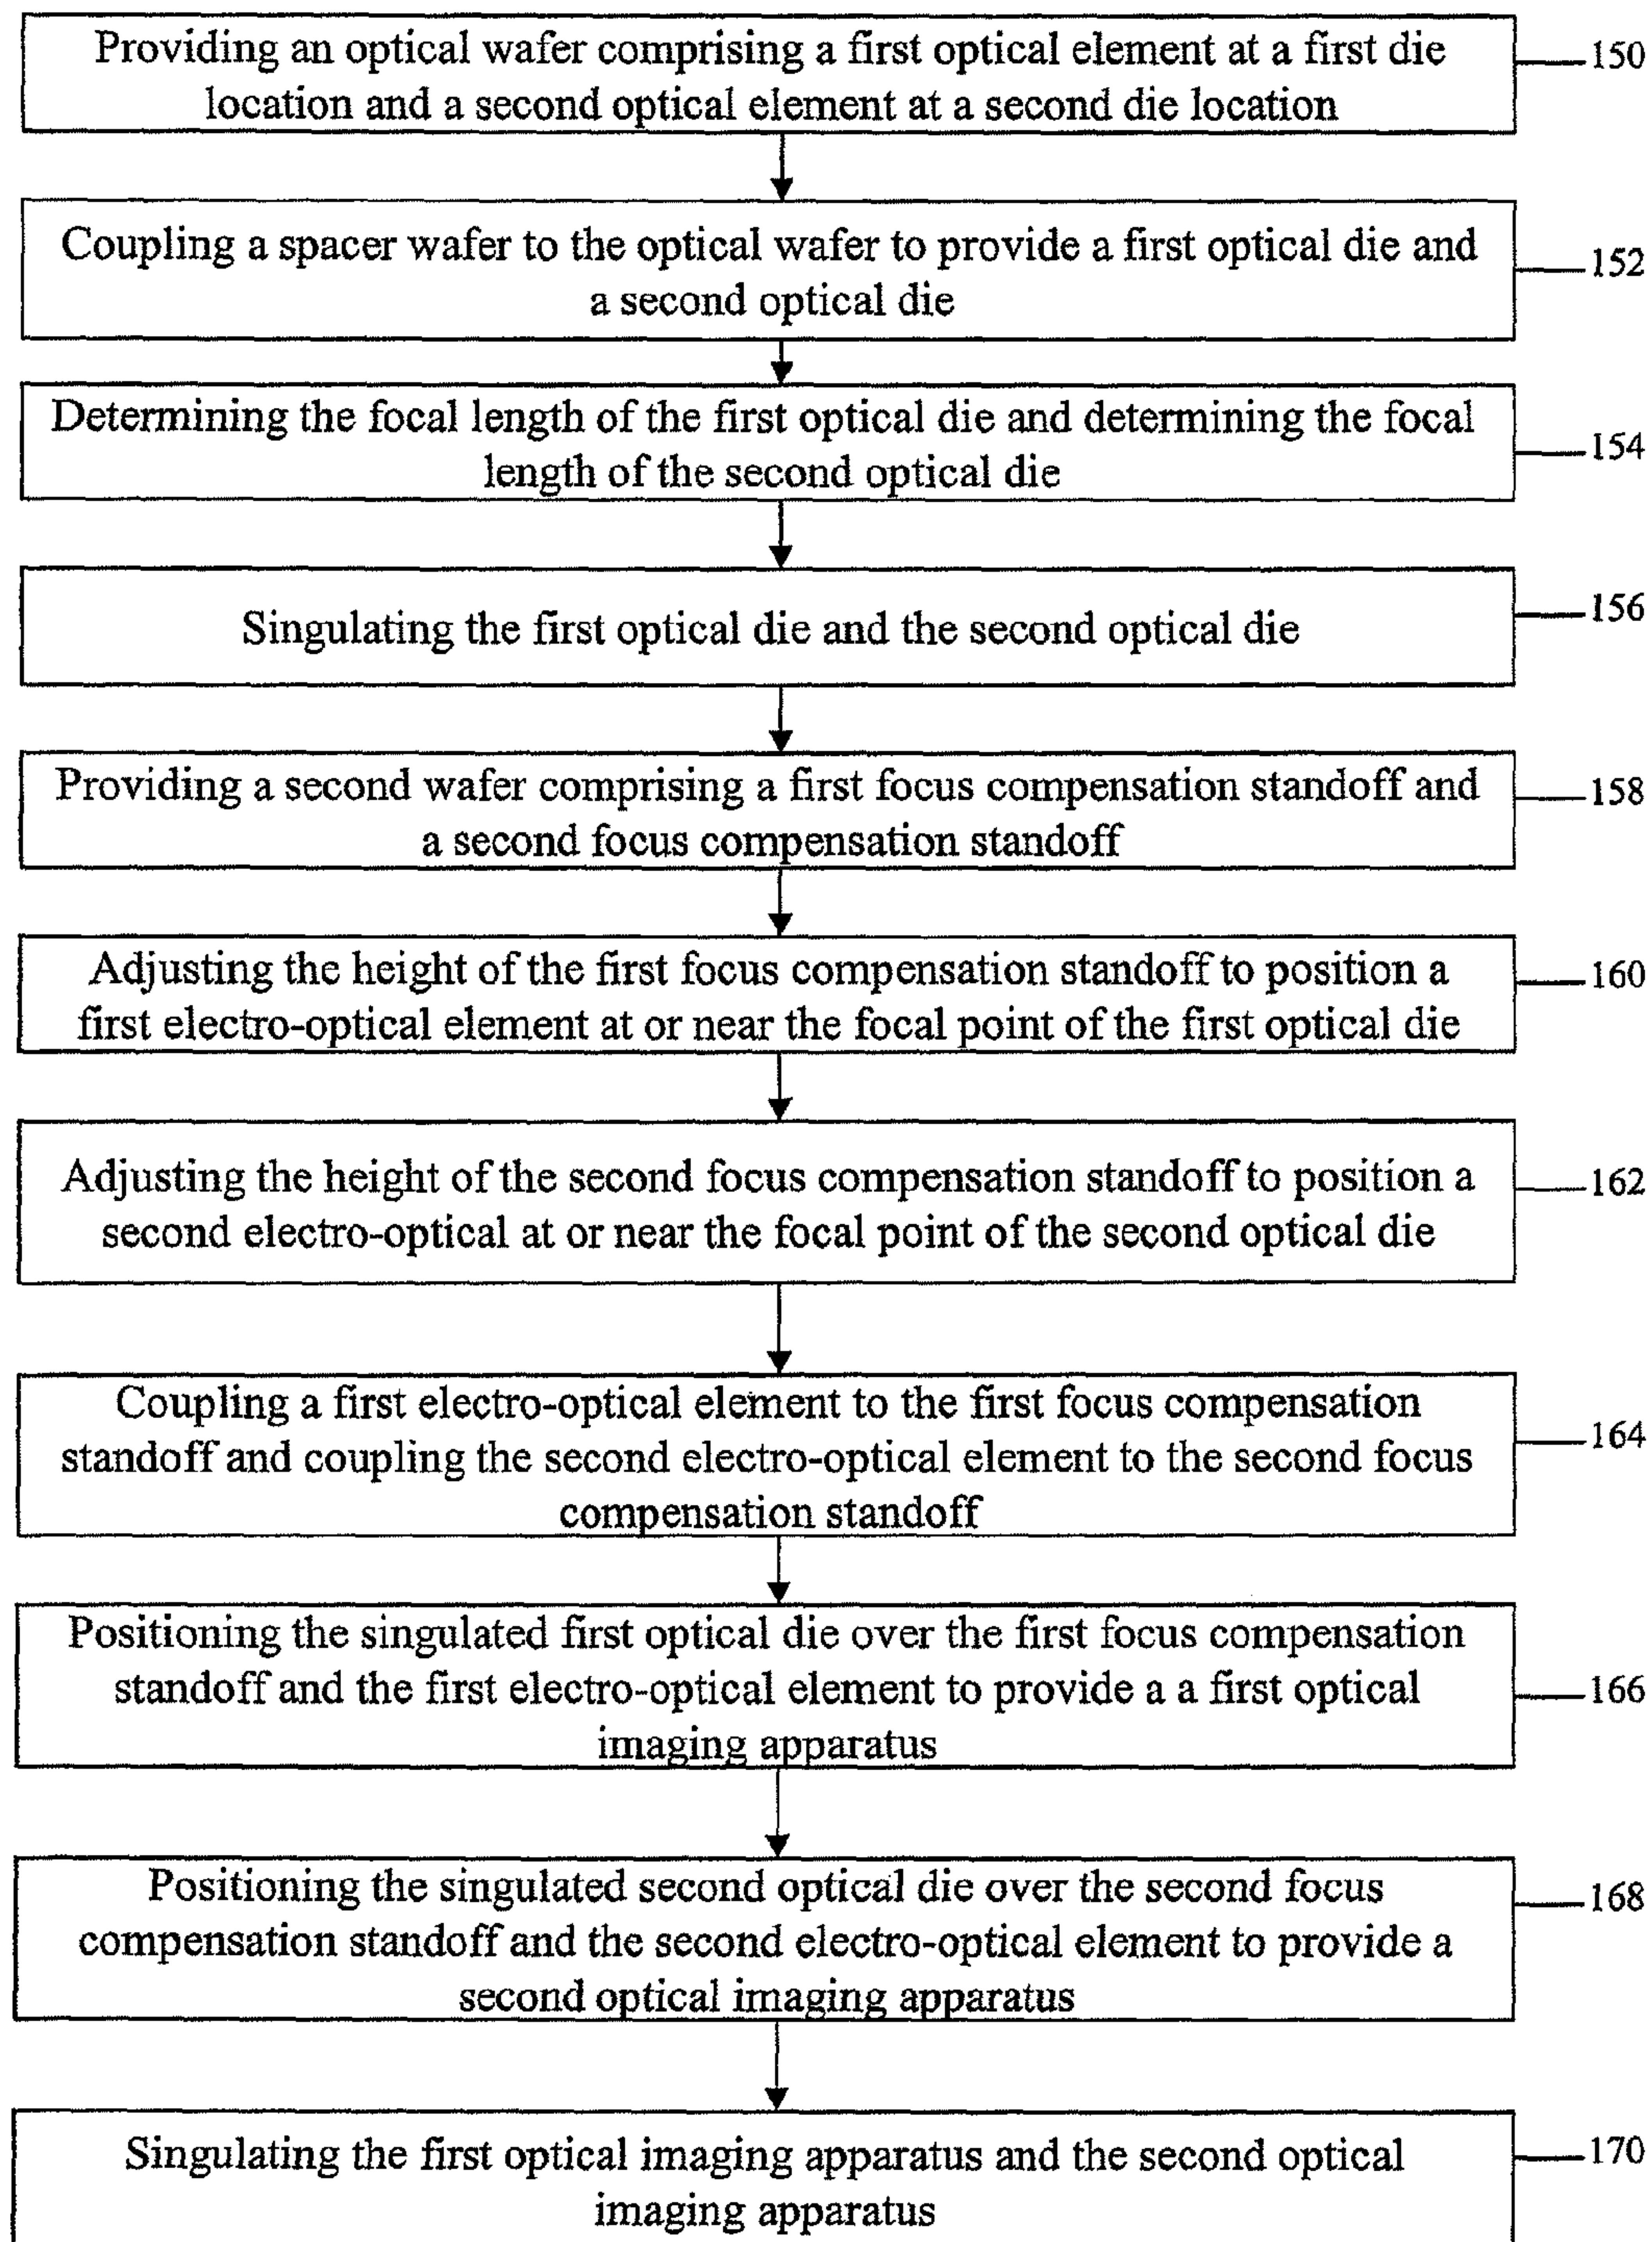 Providing an optical wafer comprising a first optical element at a first die
location and a second optical element at a second die location
150
Coupling a spacer wafer to the optical wafer to provide a first optical die and
a second optical die
152
Determining the focal length of the first optical die and determining the focal
length of the second optical die
154
Singulating the first optical die and the second optical die
156
Providing a second wafer comprising a first focus compensation standoff and
a second focus compensation standoff
158
Adjusting the height of the first focus compensation standoff to position a
first electro-optical element at or near the focal point of the first optical die
160
Adjusting the height of the second focus compensation standoff to position a
second electro-optical at or near the focal point of the second optical die
162
Coupling a first electro-optical element to the first focus compensation
standoff and coupling the second electro-optical element to the second focus
compensation standoff
164
Positioning the singulated first optical die over the first focus compensation
standoff and the first electro-optical element to provide a a first optical
imaging apparatus
166
Positioning the singulated second optical die over the second focus
compensation standoff and the second electro-optical element to provide a
second optical imaging apparatus
168
Singulating the first optical imaging apparatus and the second optical
imaging apparatus
170